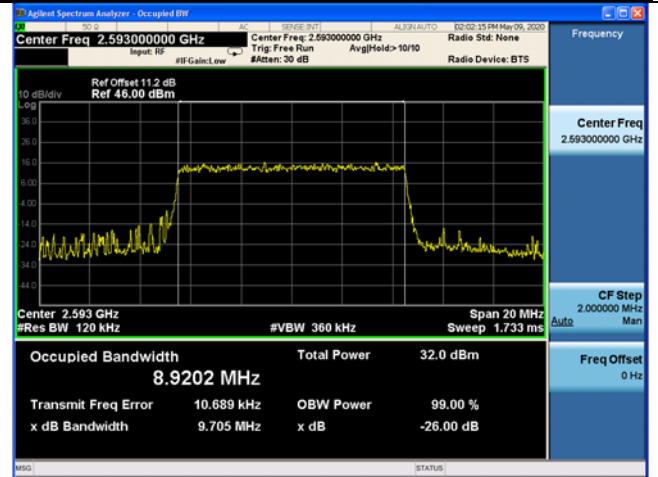 Agilent Spectrum Analyzer - Occupied BW
50 Ω AC SENSE:INT ALIGN AUTO 02:02:15 PM May 09, 2020
Center Freq 2.593000000 GHz Center Freq: 2.593000000 GHz Radio Std: None
Input: RF Trig: Free Run Avg|Hold:> 10/10
#IFGain:Low #Atten: 30 dB Radio Device: BTS
Frequency
Ref Offset 11.2 dB
10 dB/div Ref 46.00 dBm
Log
36.0
26.0
16.0
6.00
-4.00
-14.0
-24.0
-34.0
-44.0
Center 2.593 GHz Span 20 MHz
#Res BW 120 kHz #VBW 360 kHz Sweep 1.733 ms
Center Freq
2.593000000 GHz
CF Step
2.000000 MHz
Auto Man
Freq Offset
0 Hz
Occupied Bandwidth Total Power 32.0 dBm
8.9202 MHz
Transmit Freq Error 10.689 kHz OBW Power 99.00 %
x dB Bandwidth 9.705 MHz x dB -26.00 dB
MSG STATUS